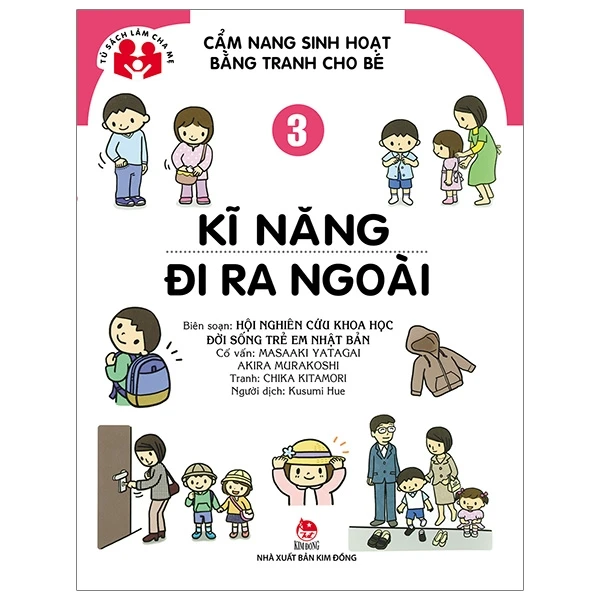 TỦ SÁCH LÀM CHA MẸ
CẨM NANG SINH HOẠT
BẰNG TRANH CHO BÉ
3
KĨ NĂNG
ĐI RA NGOÀI
Biên soạn: HỘI NGHIÊN CỨU KHOA HỌC
ĐỜI SỐNG TRẺ EM NHẬT BẢN
Cố vấn: MASAAKI YATAGAI
AKIRA MURAKOSHI
Tranh: CHIKA KITAMORI
Người dịch: Kusumi Hue
KIM ĐỒNG
NHÀ XUẤT BẢN KIM ĐỒNG